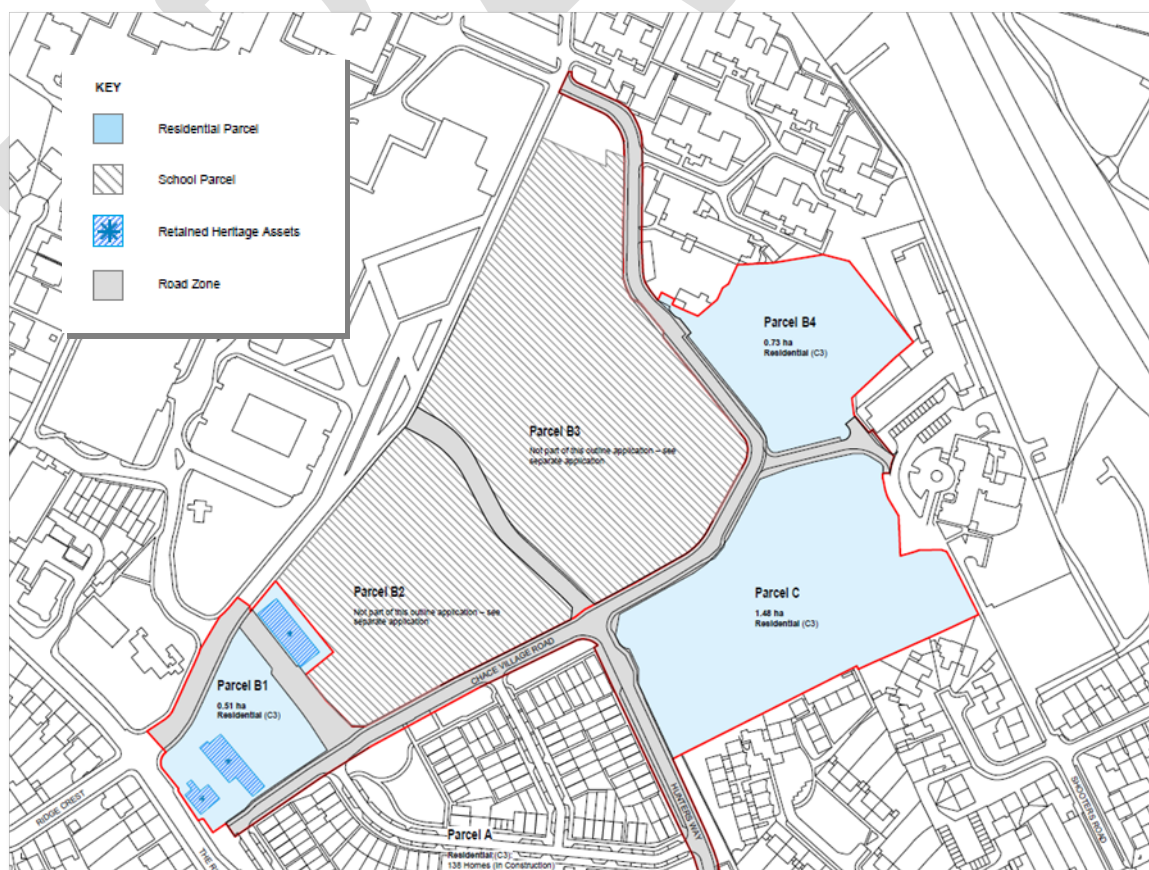 KEY
Residential Parcel
School Parcel
Retained Heritage Assets
Road Zone
Parcel B4
0.73 ha
Residential (C3)
Parcel B3
Not part of this outline application – see
separate application
Parcel B2
Not part of this outline application – see
separate application
Parcel C
1.48 ha
Residential (C3)
Parcel B1
0.51 ha
Residential (C3)
CHACE VILLAGE ROAD
HUNTERS WAY
SHOOTERS ROAD
RIDGE CREST
THE R
Parcel A
Residential (C3)
138 Homes (In Construction)